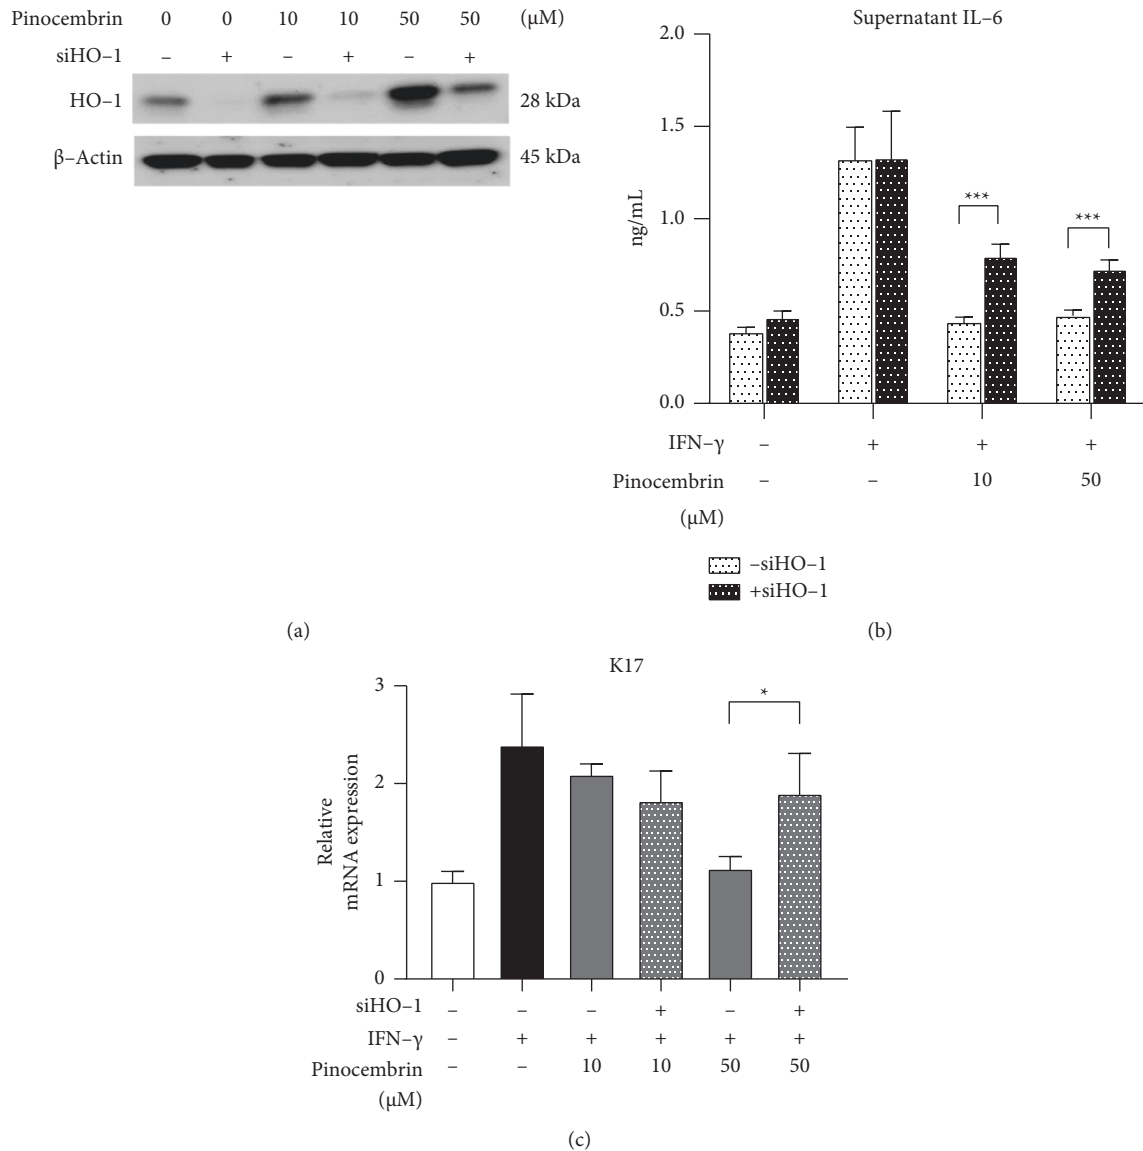 Pinocembrin 0 0 10 10 50 50 (μM)
siHO–1 – + – + – +
HO–1 28 kDa
β–Actin 45 kDa
(a)
Supernatant IL–6
2.0
1.5
1.0
0.5
0.0
ng/mL
***
***
IFN–γ – + + +
Pinocembrin – – 10 50
(μM)
–siHO–1
+siHO–1
(b)
K17
3
2
1
0
Relative
mRNA expression
*
siHO–1 – – – + – +
IFN–γ – + + + + +
Pinocembrin – – 10 10 50 50
(μM)
(c)